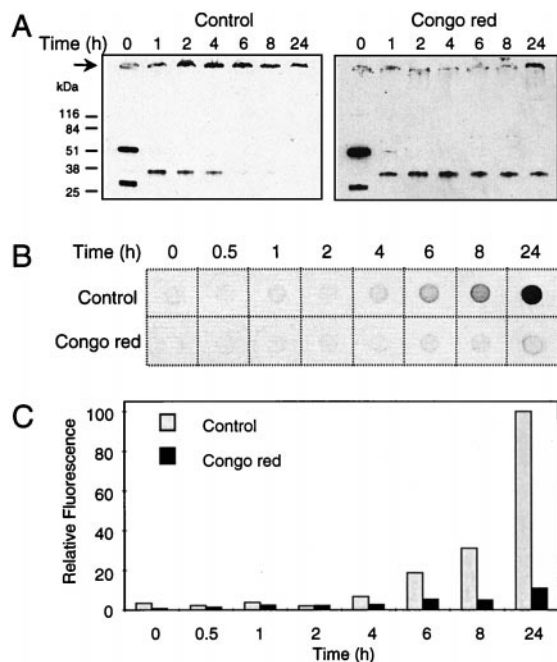 A
Control
Congo red
Time (h) 0 1 2 4 6 8 24
0 1 2 4 6 8 24
kDa
116
84
51
38
25
B
Time (h) 0 0.5 1 2 4 6 8 24
Control
Congo red
C
100
80
60
40
20
0
Relative Fluorescence
Control
Congo red
0 0.5 1 2 4 6 8 24
Time (h)